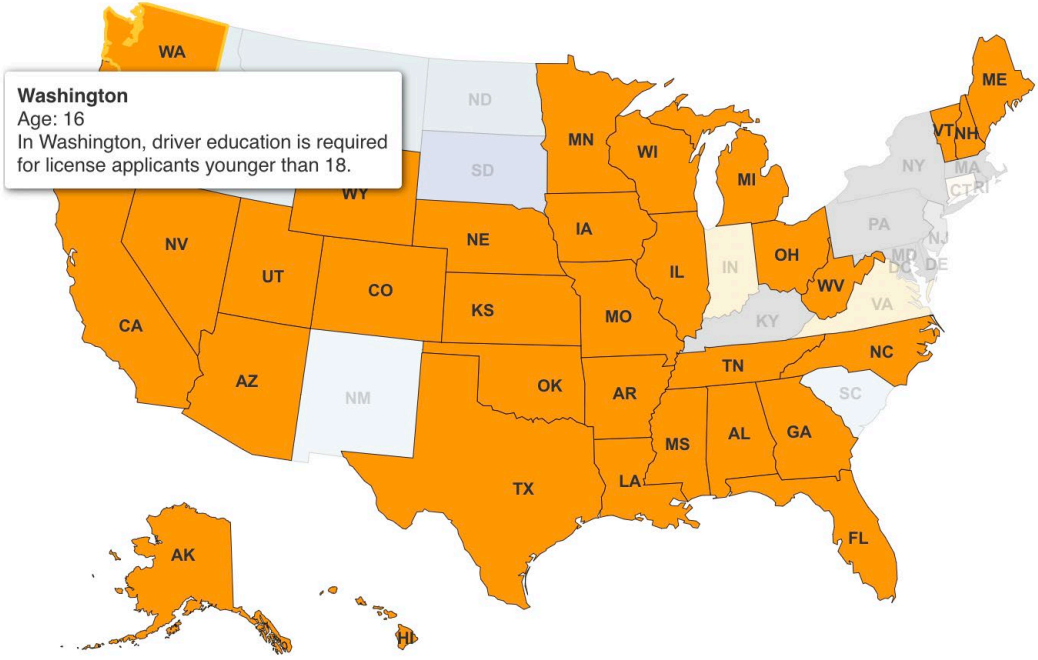 WA
Washington
Age: 16
In Washington, driver education is required
for license applicants younger than 18.
ND
MN
SD
WI
MI
ME
VT
NH
NY
MA
CT
RI
WY
NV
UT
CO
CA
AZ
NM
NE
KS
IA
MO
IL
IN
OH
PA
NJ
MD
DC
DE
WV
VA
KY
NC
TN
SC
OK
AR
TX
LA
MS
AL
GA
FL
AK
HI